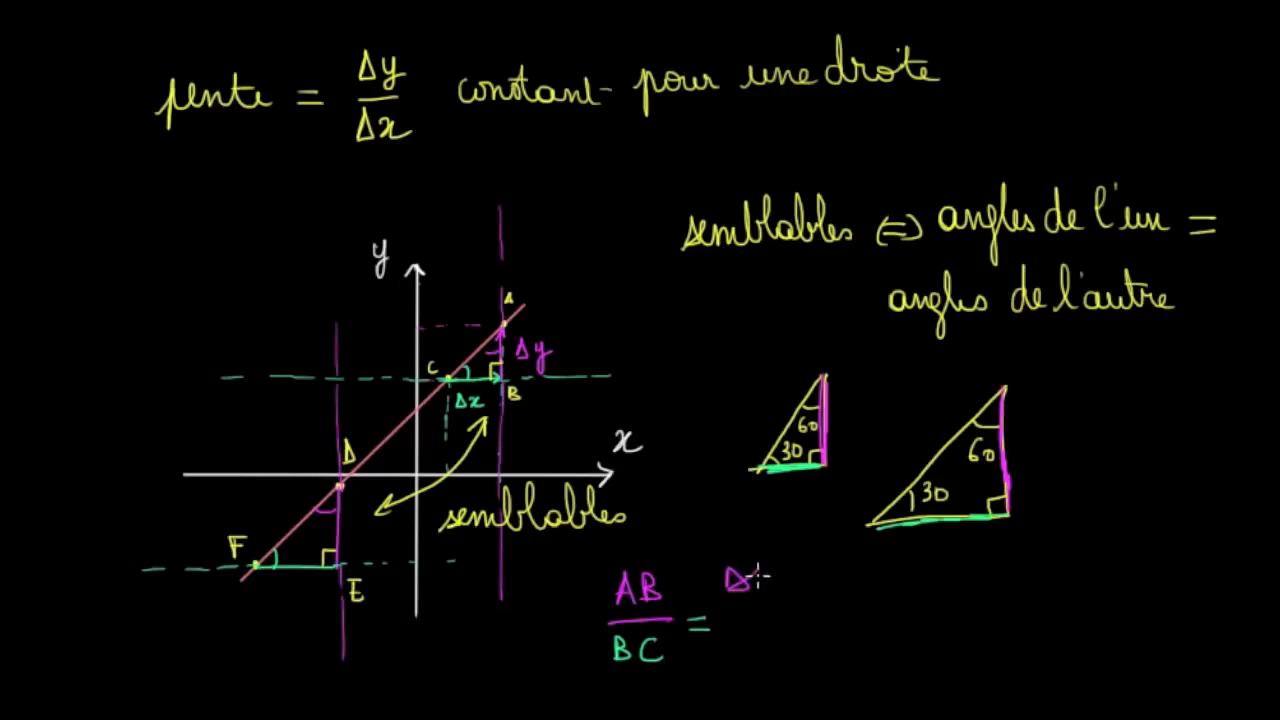 pente = Δy/Δx constant pour une droite
semblables ⇔ angles de l'un =
angles de l'autre
y
A
Δy
C
B
Δx
x
D
semblables
F
E
60
30
60
30
AB/BC = D